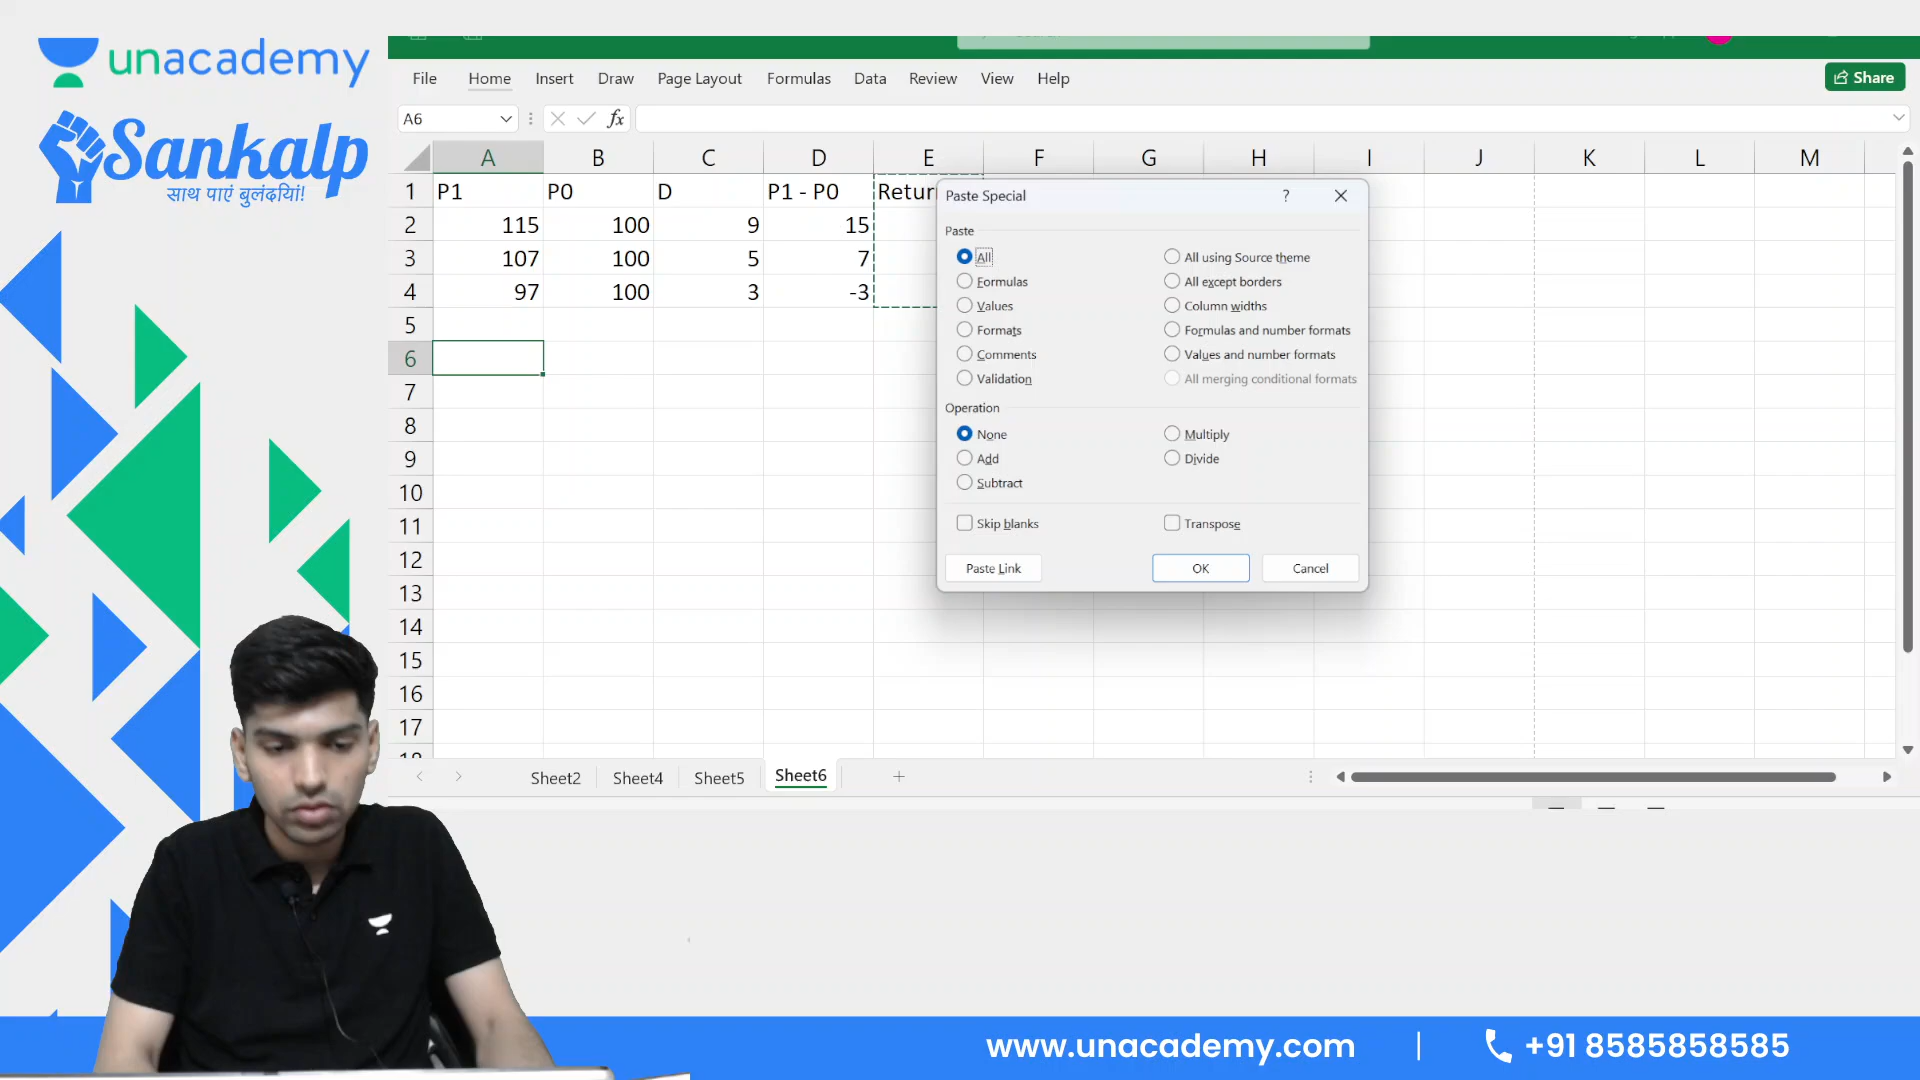 unacademy
Sankalp
साथ पाएं बुलंदियां!
File Home Insert Draw Page Layout Formulas Data Review View Help
Share
A6 fx
A B C D E F G H I J K L M
1 P1 P0 D P1 - P0 Return
2 115 100 9 15
3 107 100 5 7
4 97 100 3 -3
5
6
7
8
9
10
11
12
13
14
15
16
17
Paste Special ?
Paste
All All using Source theme
Formulas All except borders
Values Column widths
Formats Formulas and number formats
Comments Values and number formats
Validation All merging conditional formats
Operation
None Multiply
Add Divide
Subtract
Skip blanks Transpose
Paste Link OK Cancel
Sheet2 Sheet4 Sheet5 Sheet6
www.unacademy.com | +91 8585858585